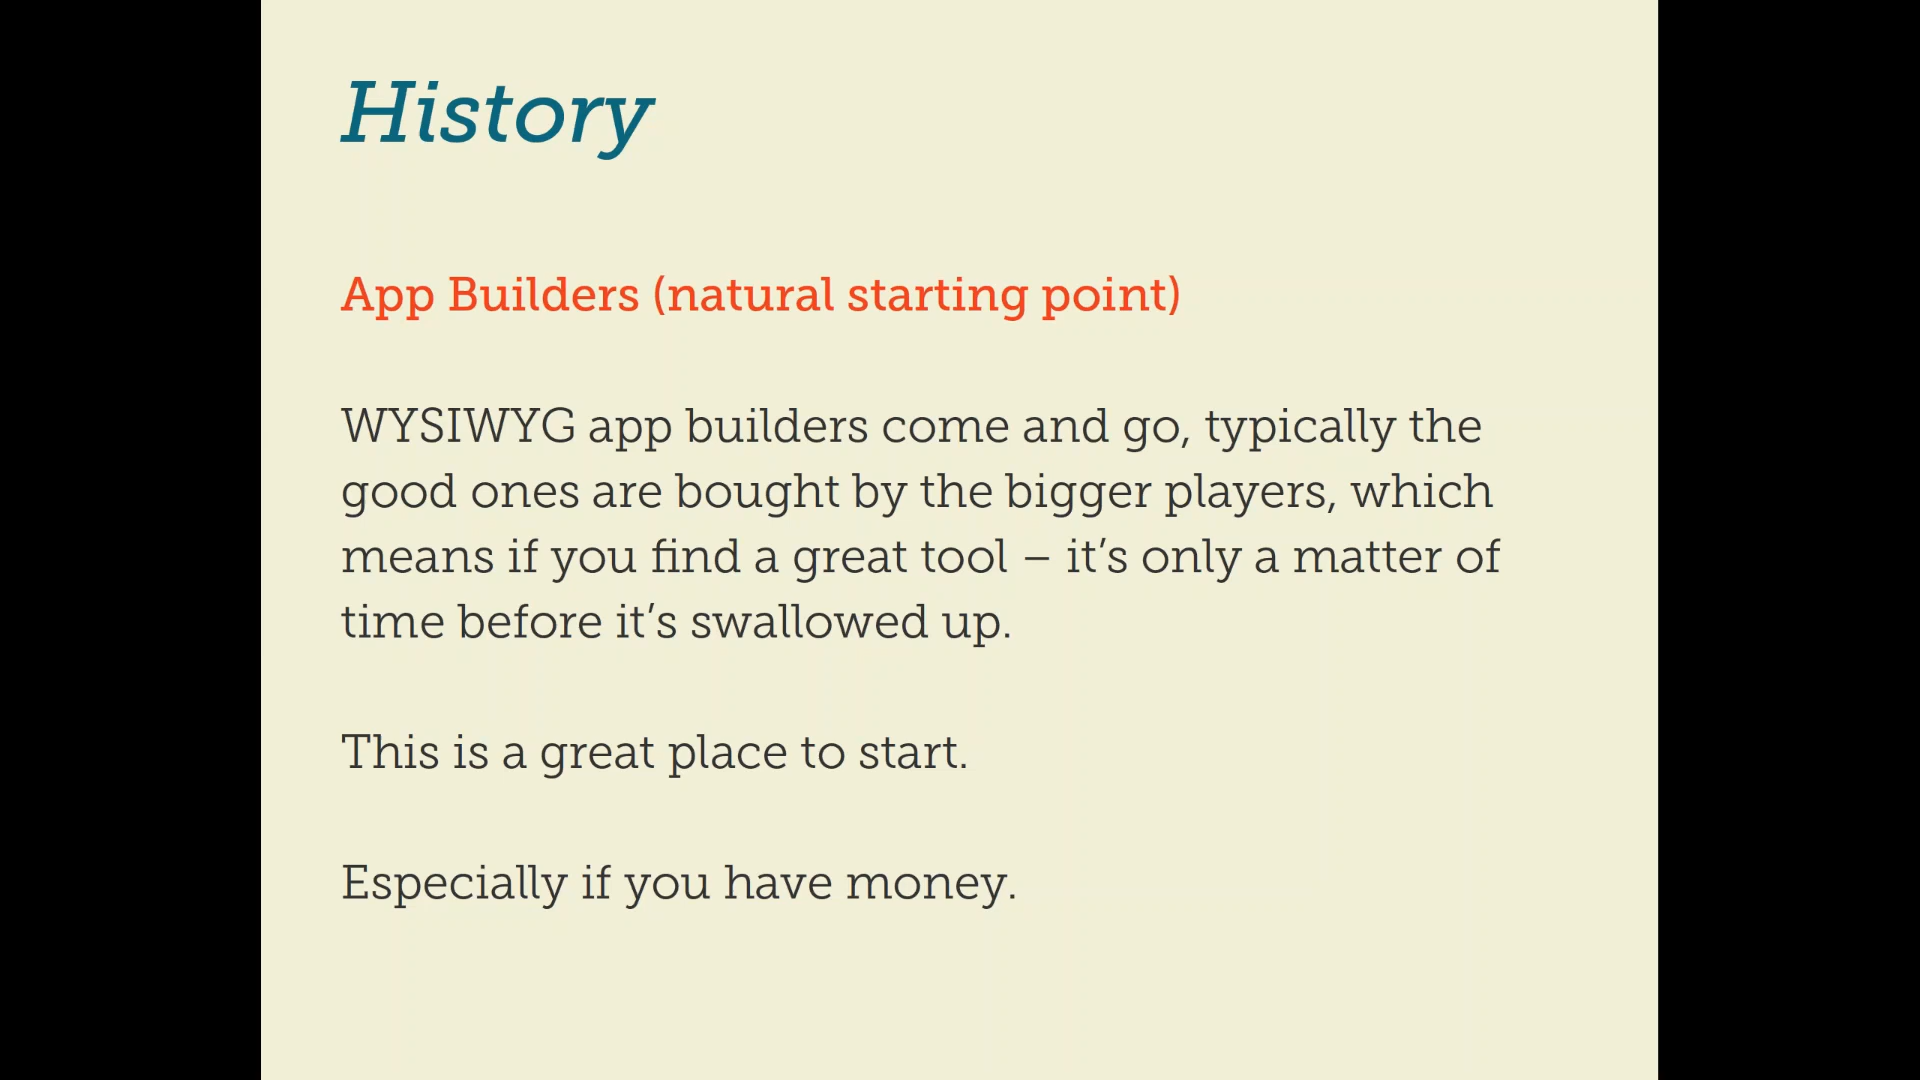 History
App Builders (natural starting point)
WYSIWYG app builders come and go, typically the
good ones are bought by the bigger players, which
means if you find a great tool – it’s only a matter of
time before it’s swallowed up.
This is a great place to start.
Especially if you have money.